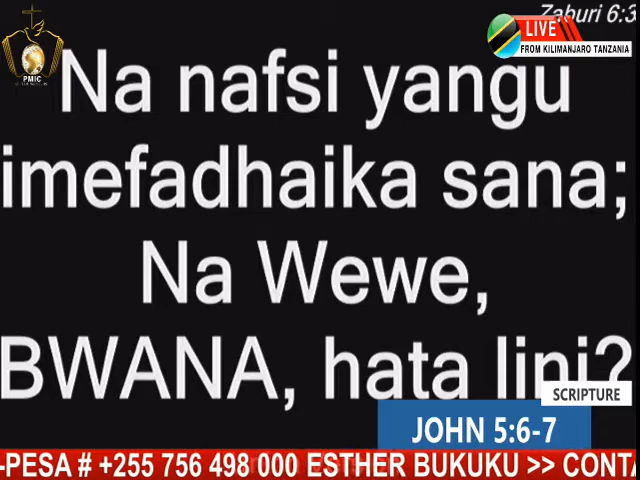 Zaburi 6:3
LIVE
FROM KILIMANJARO TANZANIA
PMIC
Na nafsi yangu
imefadhaika sana;
Na Wewe,
BWANA, hata lini?
SCRIPTURE
JOHN 5:6-7
-PESA # +255 756 498 000 ESTHER BUKUKU >> CONTA